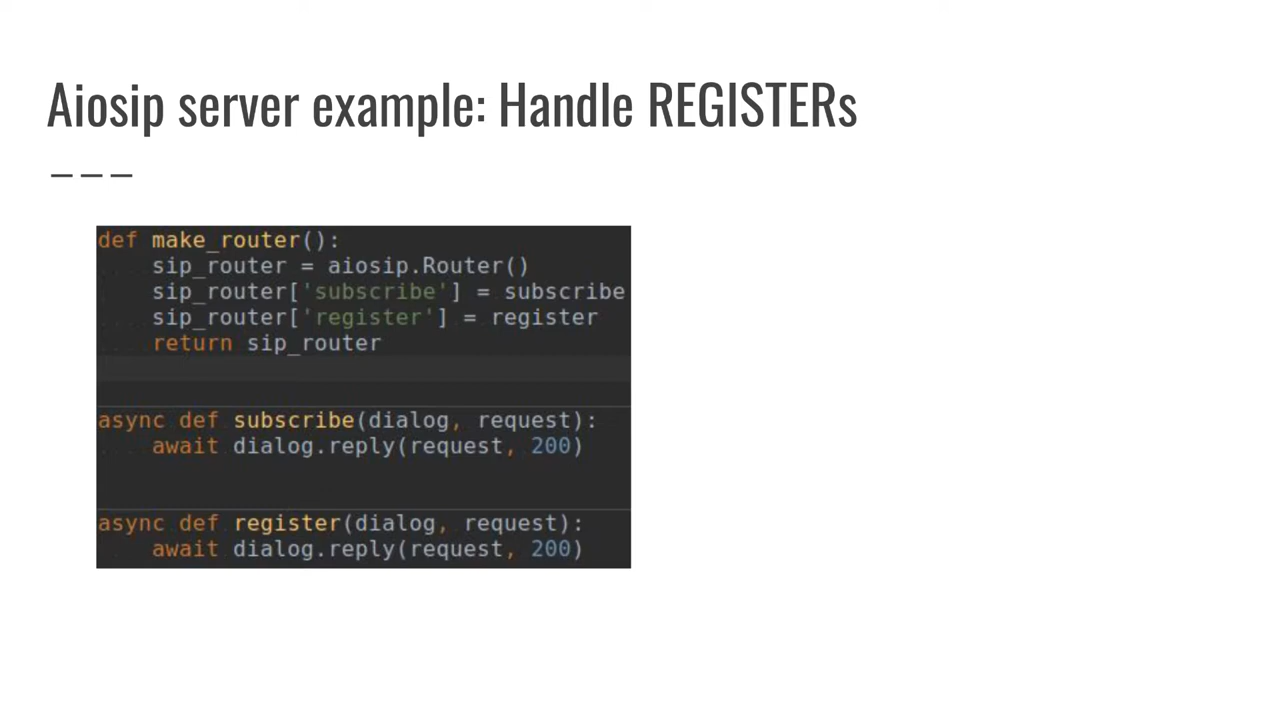 Aiosip server example: Handle REGISTERs
def make_router():
    sip_router = aiosip.Router()
    sip_router['subscribe'] = subscribe
    sip_router['register'] = register
    return sip_router
async def subscribe(dialog, request):
    await dialog.reply(request, 200)
async def register(dialog, request):
    await dialog.reply(request, 200)